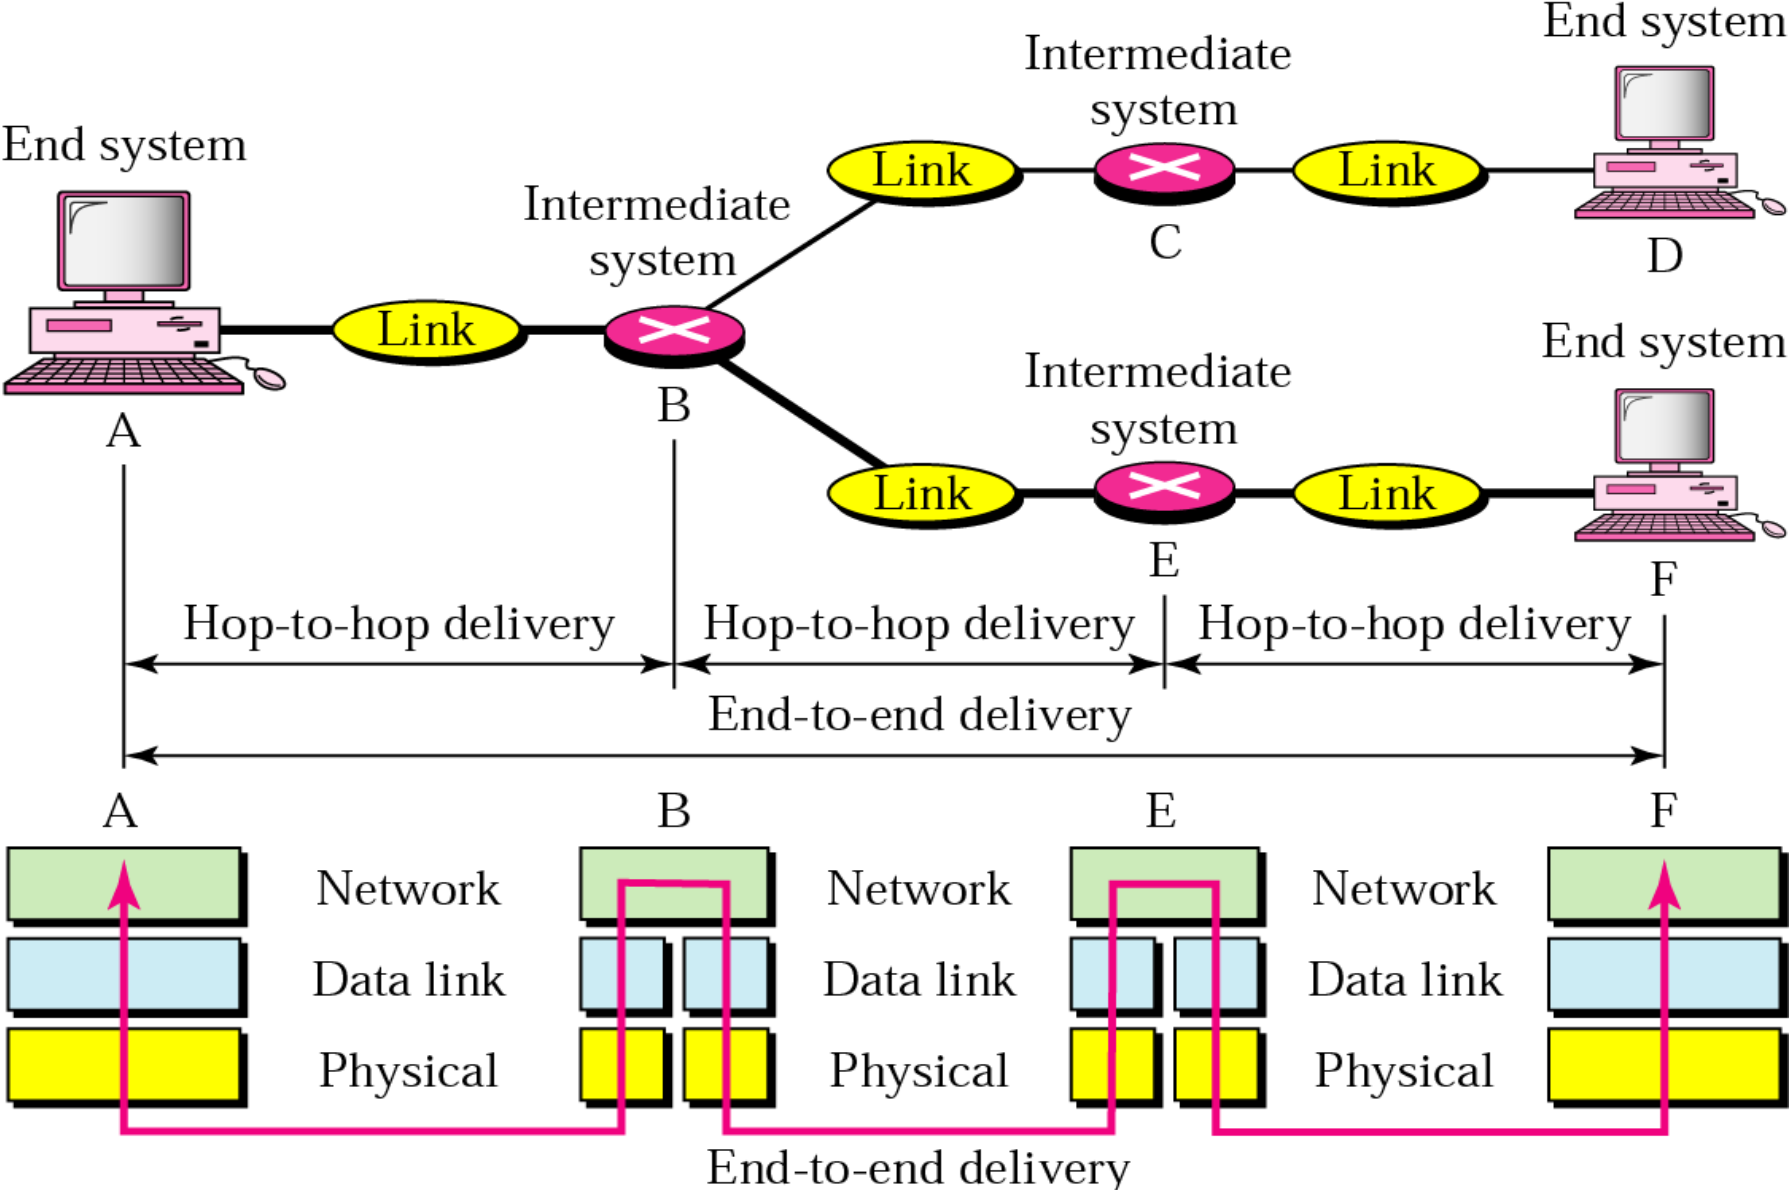 End system
Intermediate
system
Link
Link
C
D
End system
Intermediate
system
Link
B
A
End system
Intermediate
system
Link
Link
E
F
Hop-to-hop delivery
Hop-to-hop delivery
Hop-to-hop delivery
End-to-end delivery
A
B
E
F
Network
Network
Network
Data link
Data link
Data link
Physical
Physical
Physical
End-to-end delivery